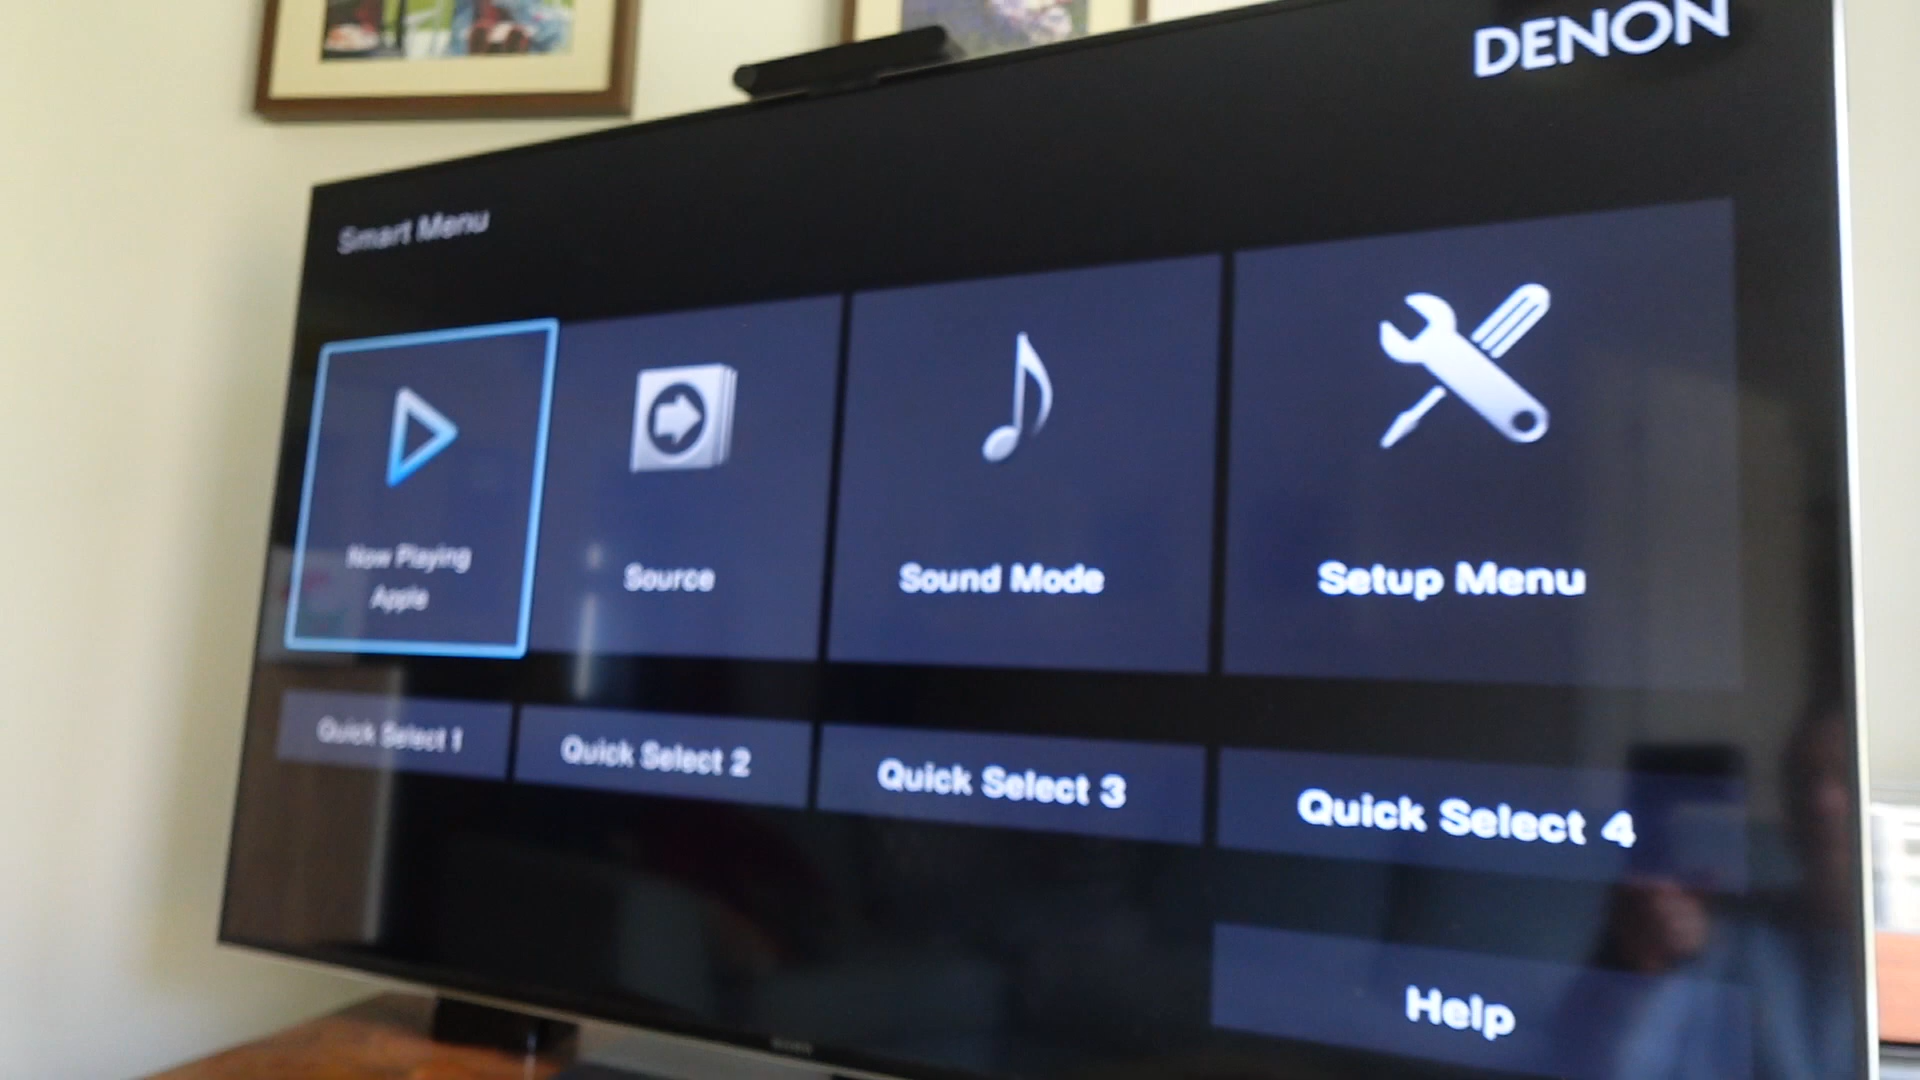 DENON
Smart Menu
Now Playing
Apple
Source
Sound Mode
Setup Menu
Quick Select 1
Quick Select 2
Quick Select 3
Quick Select 4
Help